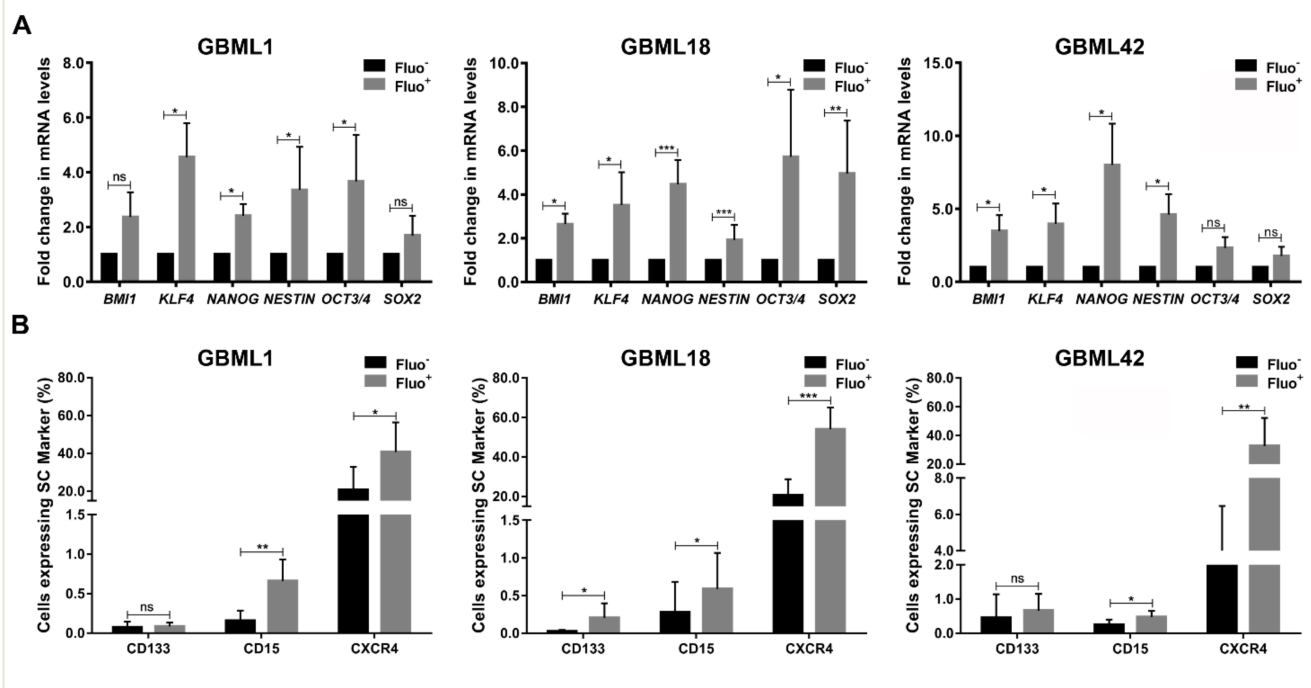 A
GBML1
Fluo-
Fluo+
Fold change in mRNA levels
8.0
6.0
4.0
2.0
0.0
ns
*
*
*
*
ns
BMI1 KLF4 NANOG NESTIN OCT3/4 SOX2
GBML18
Fluo-
Fluo+
Fold change in mRNA levels
10.0
8.0
6.0
4.0
2.0
0.0
*
*
***
***
*
**
BMI1 KLF4 NANOG NESTIN OCT3/4 SOX2
GBML42
Fluo-
Fluo+
Fold change in mRNA levels
15.0
10.0
5.0
0.0
*
*
*
*
ns
ns
BMI1 KLF4 NANOG NESTIN OCT3/4 SOX2
B
GBML1
Fluo-
Fluo+
Cells expressing SC Marker (%)
80.0
60.0
40.0
20.0
1.5
1.0
0.5
0.0
ns
**
*
CD133 CD15 CXCR4
GBML18
Fluo-
Fluo+
Cells expressing SC Marker (%)
80.0
60.0
40.0
20.0
1.5
1.0
0.5
0.0
*
*
***
CD133 CD15 CXCR4
GBML42
Fluo-
Fluo+
Cells expressing SC Marker (%)
80.0
60.0
40.0
20.0
8.0
6.0
4.0
2.0
1.0
0.0
ns
*
**
CD133 CD15 CXCR4